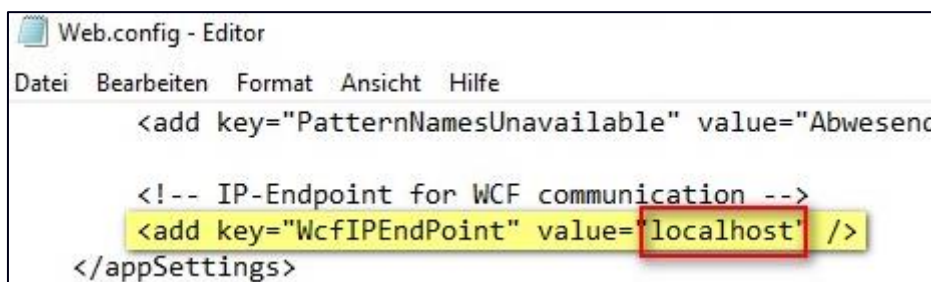 Web.config - Editor
Datei Bearbeiten Format Ansicht Hilfe
<add key="PatternNamesUnavailable" value="Abwesend
<!-- IP-Endpoint for WCF communication -->
<add key="WcfIPEndPoint" value="localhost" />
</appSettings>